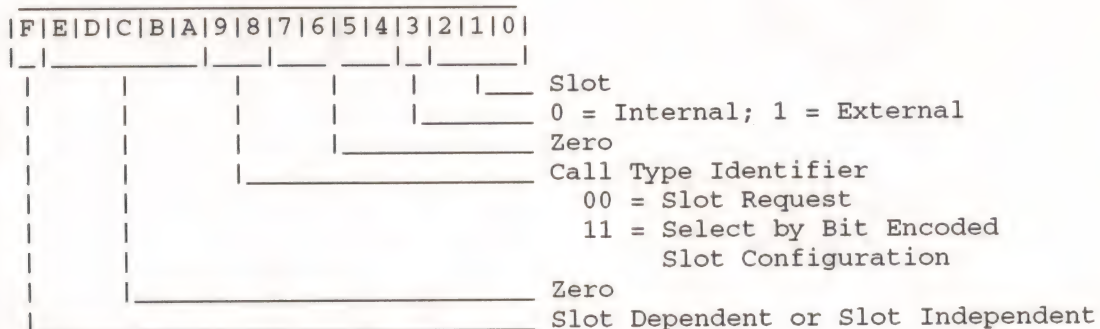 |F|E|D|C|B|A|9|8|7|6|5|4|3|2|1|0|
Slot
0 = Internal; 1 = External
Zero
Call Type Identifier
00 = Slot Request
11 = Select by Bit Encoded
Slot Configuration
Zero
Slot Dependent or Slot Independent